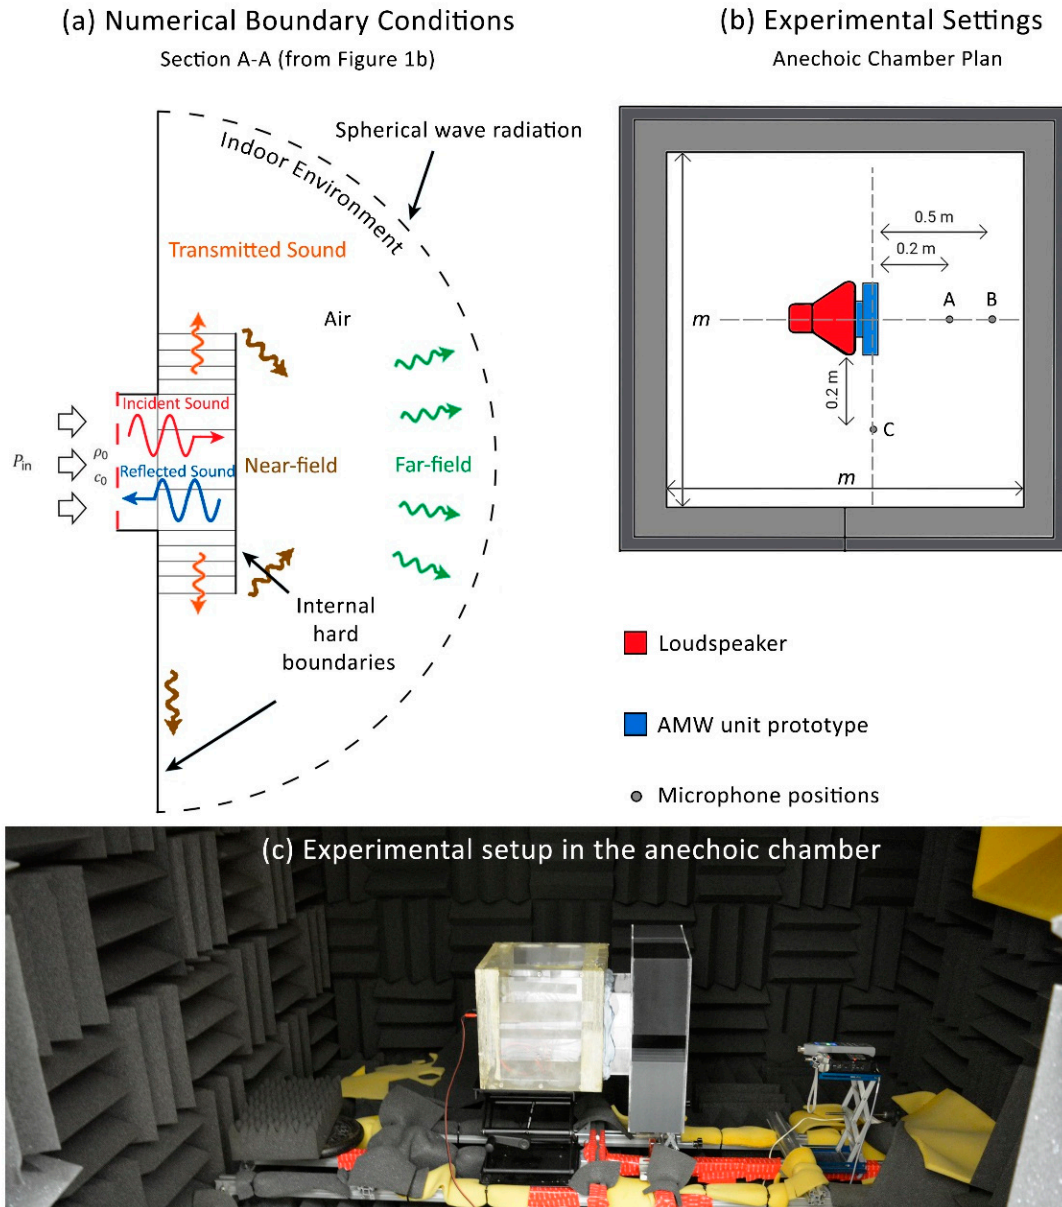 (a) Numerical Boundary Conditions
Section A-A (from Figure 1b)
Spherical wave radiation
Indoor Environment
Transmitted Sound
Air
Incident Sound
Pin
ρ0
c0
Reflected Sound
Near-field
Far-field
Internal
hard
boundaries
(b) Experimental Settings
Anechoic Chamber Plan
0.5 m
0.2 m
A
B
m
0.2 m
C
m
Loudspeaker
AMW unit prototype
Microphone positions
(c) Experimental setup in the anechoic chamber